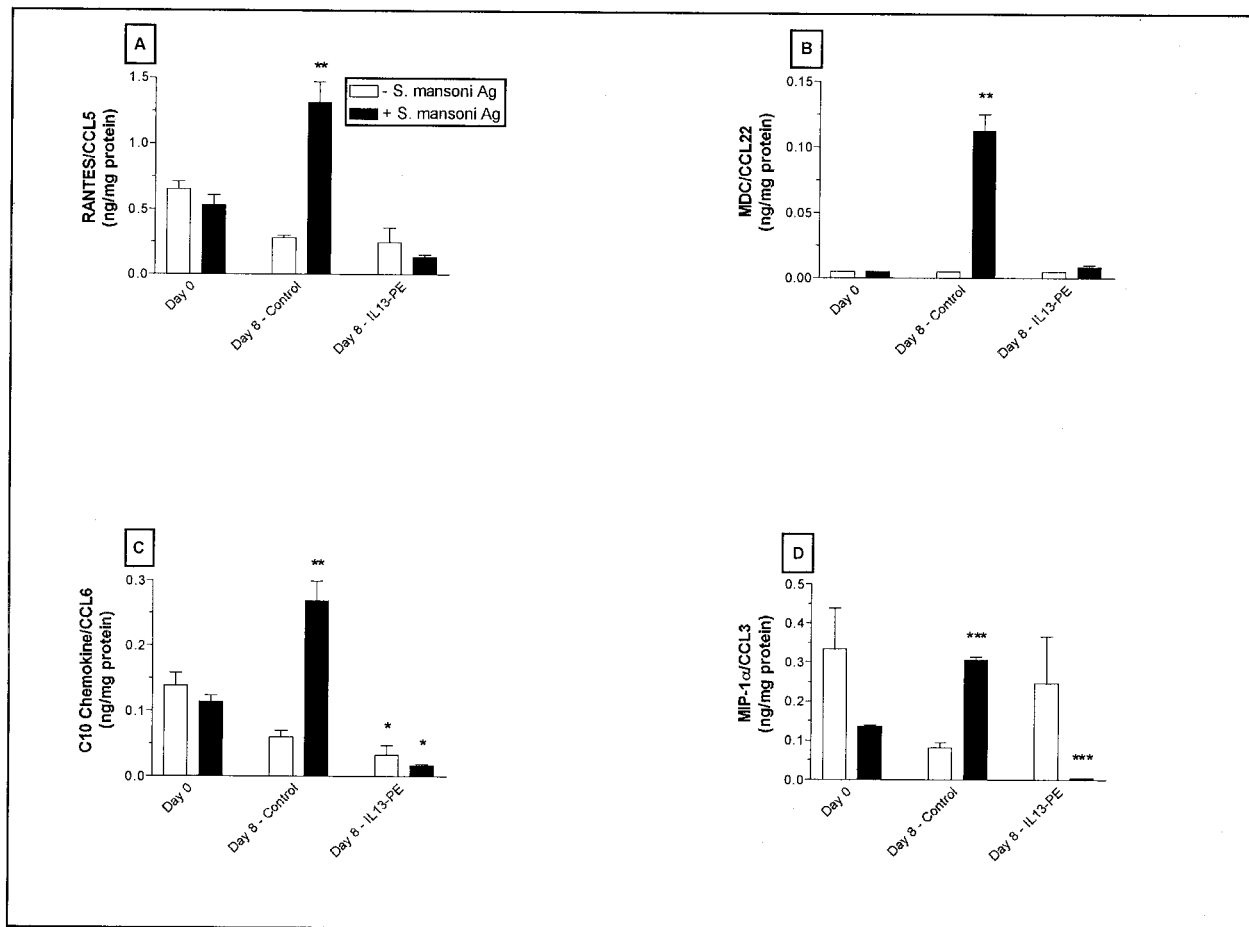 A
**
- S. mansoni Ag
+ S. mansoni Ag
RANTES/CCL5
(ng/mg protein)
1.5
1.0
0.5
0.0
Day 0
Day 8 - Control
Day 8 - IL13-PE
B
**
MDC/CCL22
(ng/mg protein)
0.15
0.10
0.05
0.00
Day 0
Day 8 - Control
Day 8 - IL13-PE
C
**
*
*
C10 Chemokine/CCL6
(ng/mg protein)
0.3
0.2
0.1
0.0
Day 0
Day 8 - Control
Day 8 - IL13-PE
D
***
***
MIP-1α/CCL3
(ng/mg protein)
0.5
0.4
0.3
0.2
0.1
0.0
Day 0
Day 8 - Control
Day 8 - IL13-PE